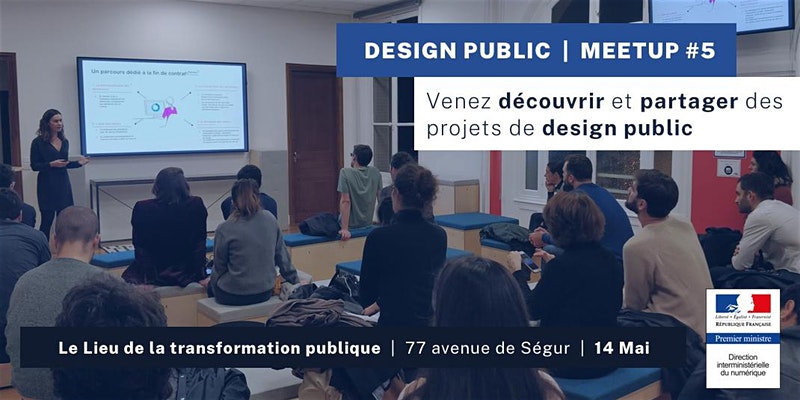 DESIGN PUBLIC | MEETUP #5
Venez découvrir et partager des
projets de design public
Un parcours dédié à la fin de contrat
Le Lieu de la transformation publique | 77 avenue de Ségur | 14 Mai
Liberté • Égalité • Fraternité
RÉPUBLIQUE FRANÇAISE
Premier ministre
Direction
interministérielle
du numérique